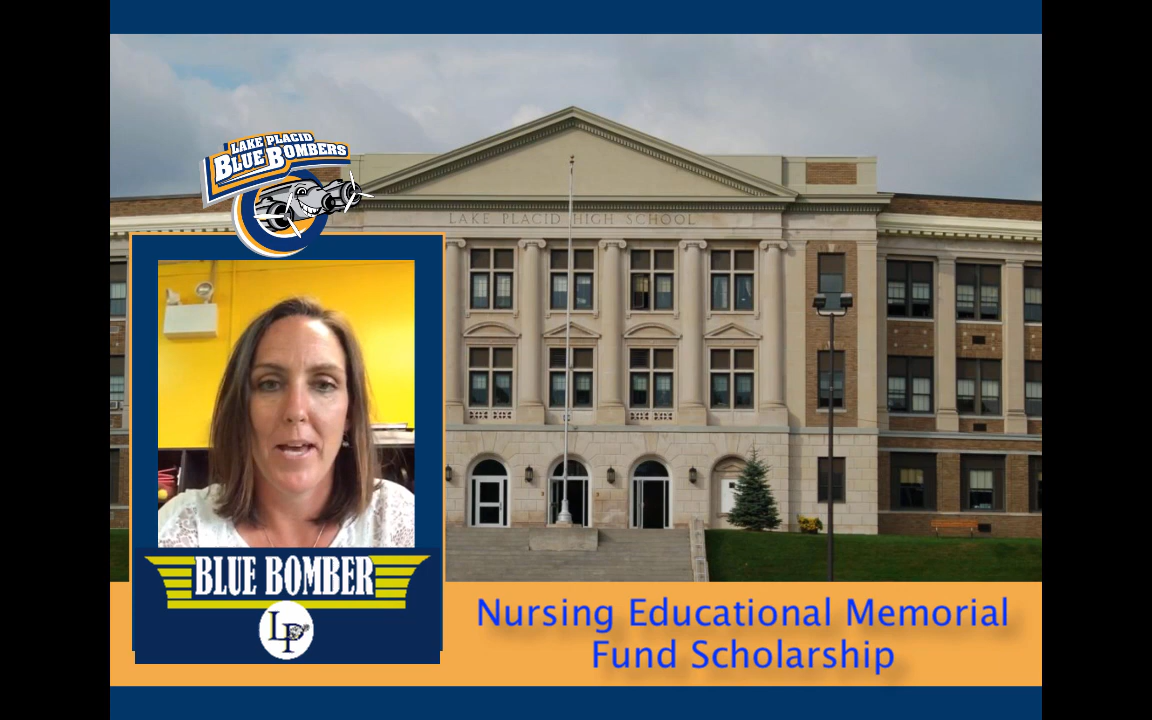 LAKE PLACID
BLUE BOMBERS
LAKE PLACID HIGH SCHOOL
BLUE BOMBER
LP
Nursing Educational Memorial
Fund Scholarship